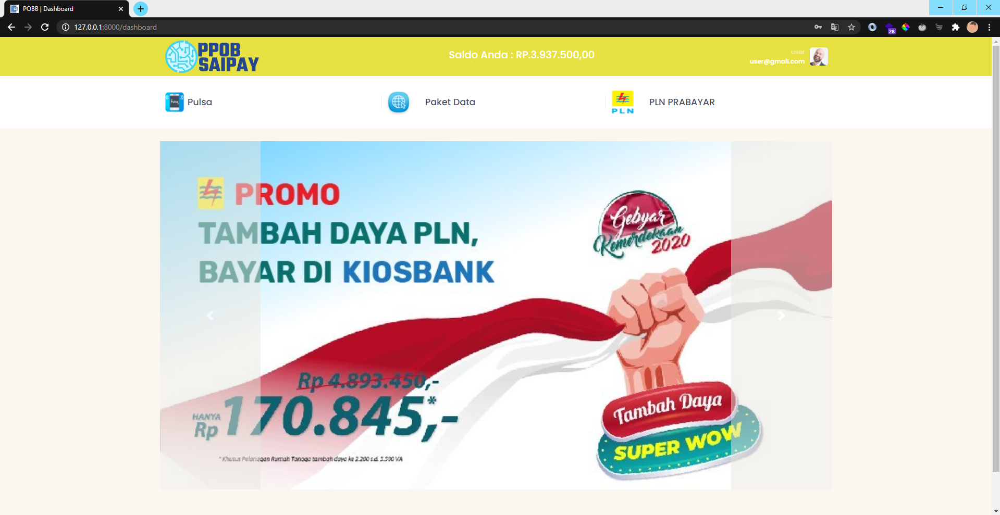 POBB | Dashboard
127.0.0.1:8000/dashboard
28
PPOB
SAIPAY
Saldo Anda : RP.3.937.500,00
user
user@gmail.com
Pulsa
Pulsa
Paket Data
PLN
PLN PRABAYAR
PROMO
TAMBAH DAYA PLN,
BAYAR DI KIOSBANK
Gebyar
Kemerdekaan
2020
Rp 4.893.450,-
HANYA
Rp 170.845,-*
* Khusus Pelanggan Rumah Tangga tambah daya ke 2.200 s.d. 5.500 VA
Tambah Daya
SUPER WOW